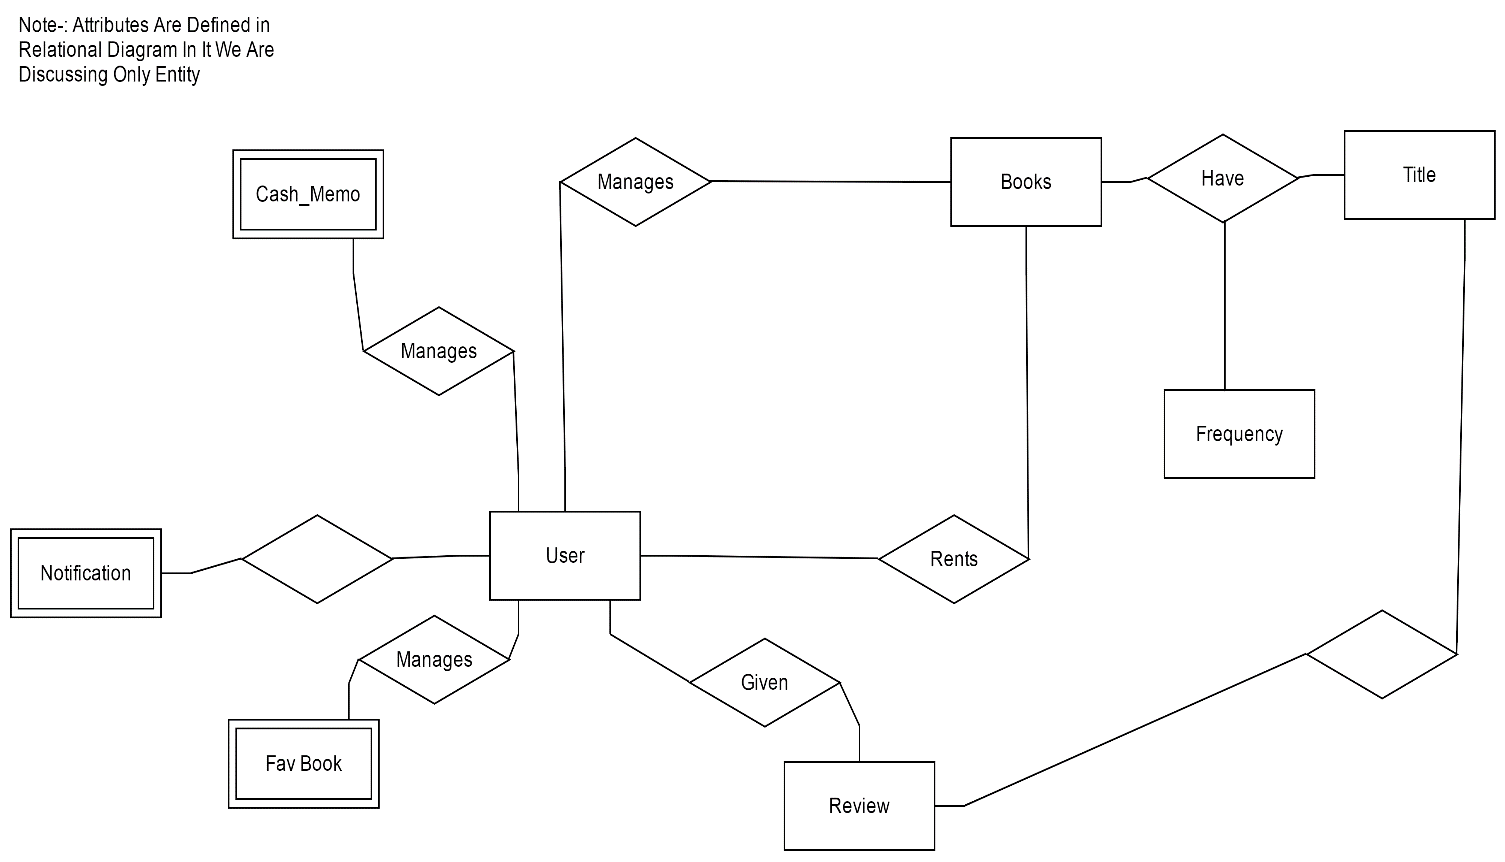 Note-: Attributes Are Defined in
Relational Diagram In It We Are
Discussing Only Entity
Manages
Books
Have
Title
Cash_Memo
Manages
Frequency
Notification
User
Rents
Manages
Given
Fav Book
Review